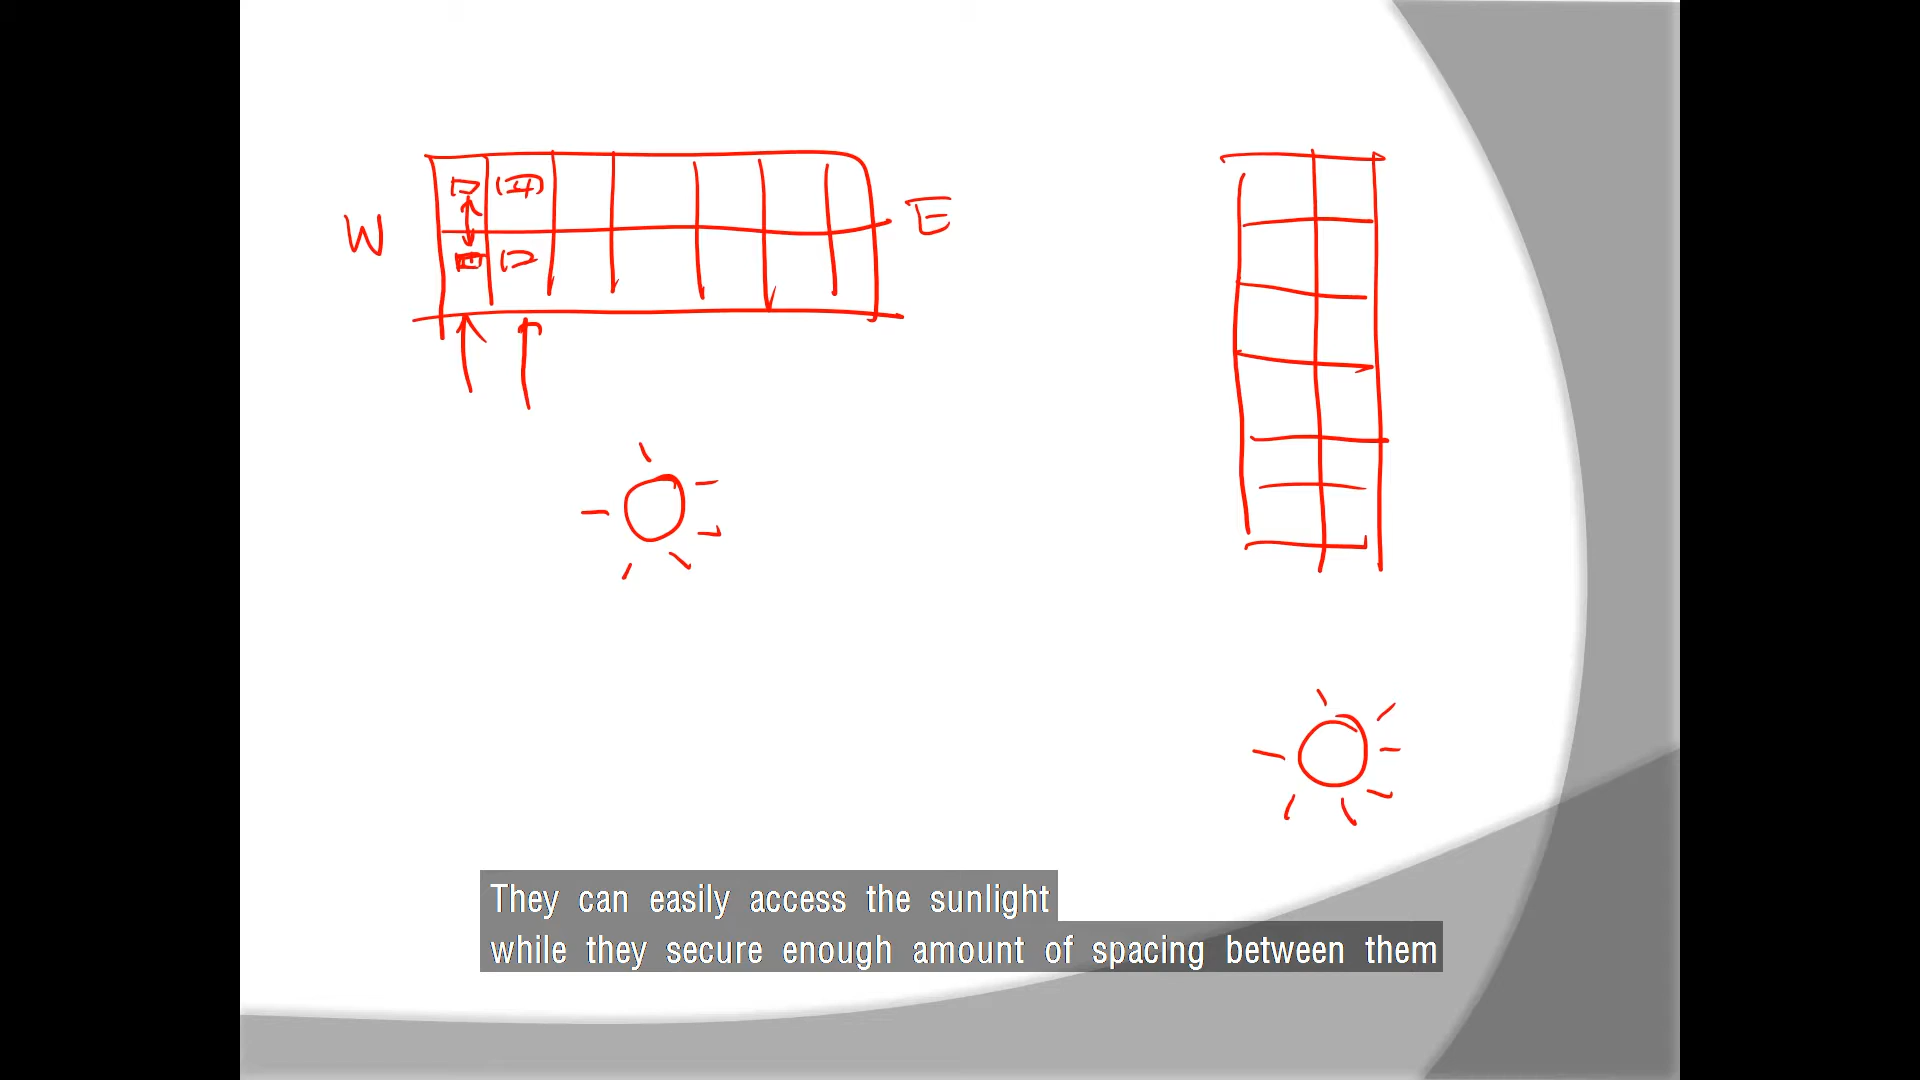 W
E
They can easily access the sunlight
while they secure enough amount of spacing between them